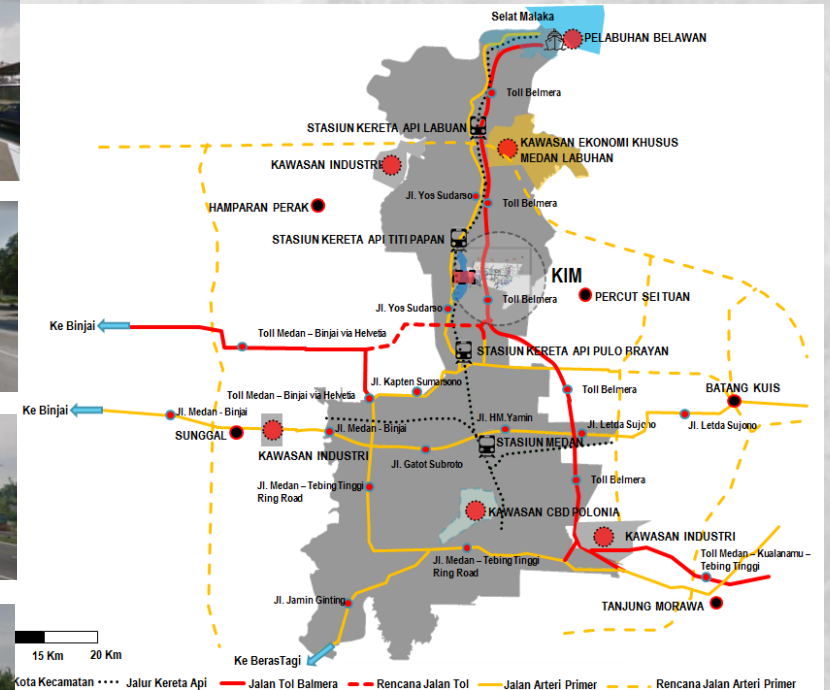 Selat Malaka
PELABUHAN BELAWAN
Toll Belmera
STASIUN KERETA API LABUAN
KAWASAN EKONOMI KHUSUS
MEDAN LABUHAN
KAWASAN INDUSTRI
Jl. Yos Sudarso
Toll Belmera
HAMPARAN PERAK
STASIUN KERETA API TITI PAPAN
KIM
PERCUT SEI TUAN
Toll Belmera
Jl. Yos Sudarso
Ke Binjai
Toll Medan – Binjai via Helvetia
STASIUN KERETA API PULO BRAYAN
Jl. Kapten Sumarsono
Toll Belmera
BATANG KUIS
Toll Medan – Binjai via Helvetia
Ke Binjai
Jl. Medan - Binjai
SUNGGAL
Jl. Medan - Binjai
Jl. HM.Yamin
Jl. Letda Sujono
Jl. Letda Sujono
STASIUN MEDAN
KAWASAN INDUSTRI
Jl. Gatot Subroto
Jl. Medan – Tebing Tinggi
Ring Road
Toll Belmera
KAWASAN CBD POLONIA
KAWASAN INDUSTRI
Jl. Medan – Tebing Tinggi
Ring Road
Toll Medan – Kualanamu –
Tebing Tinggi
Jl. Jamin Ginting
TANJUNG MORAWA
15 Km 20 Km
Ke BerasTagi
Kota Kecamatan Jalur Kereta Api Jalan Tol Balmera Rencana Jalan Tol Jalan Arteri Primer Rencana Jalan Arteri Primer